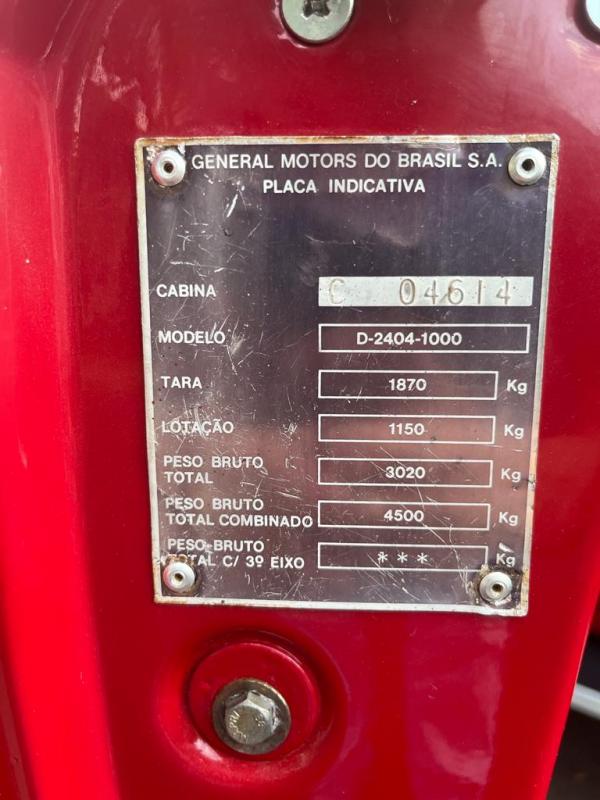 GENERAL MOTORS DO BRASIL S.A.
PLACA INDICATIVA
CABINA C 04614
MODELO D-2404-1000
TARA 1870 Kg
LOTAÇÃO 1150 Kg
PESO BRUTO
TOTAL 3020 Kg
PESO BRUTO
TOTAL COMBINADO 4500 Kg
PESO BRUTO
TOTAL C/ 3º EIXO *** Kg